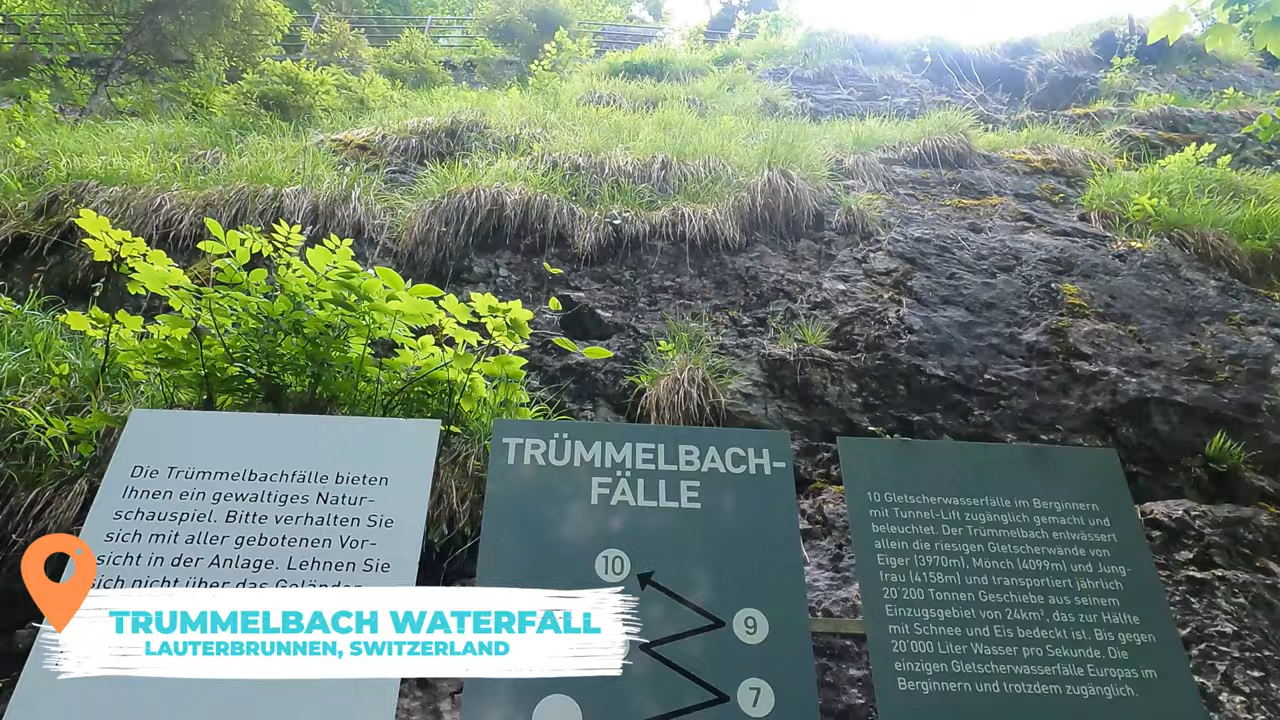 Die Trümmelbachfälle bieten
Ihnen ein gewaltiges Natur-
schauspiel. Bitte verhalten Sie
sich mit aller gebotenen Vor-
sicht in der Anlage. Lehnen Sie
sich nicht über das Geländer
TRÜMMELBACH-
FÄLLE
10
9
7
10 Gletscherwasserfälle im Berginnern
mit Tunnel-Lift zugänglich gemacht und
beleuchtet. Der Trümmelbach entwässert
allein die riesigen Gletscherwände von
Eiger (3970m), Mönch (4099m) und Jung-
frau (4158m) und transportiert jährlich
20'200 Tonnen Geschiebe aus seinem
Einzugsgebiet von 24km², das zur Hälfte
mit Schnee und Eis bedeckt ist. Bis gegen
20'000 Liter Wasser pro Sekunde. Die
einzigen Gletscherwasserfälle Europas im
Berginnern und trotzdem zugänglich.
TRUMMELBACH WATERFALL
LAUTERBRUNNEN, SWITZERLAND